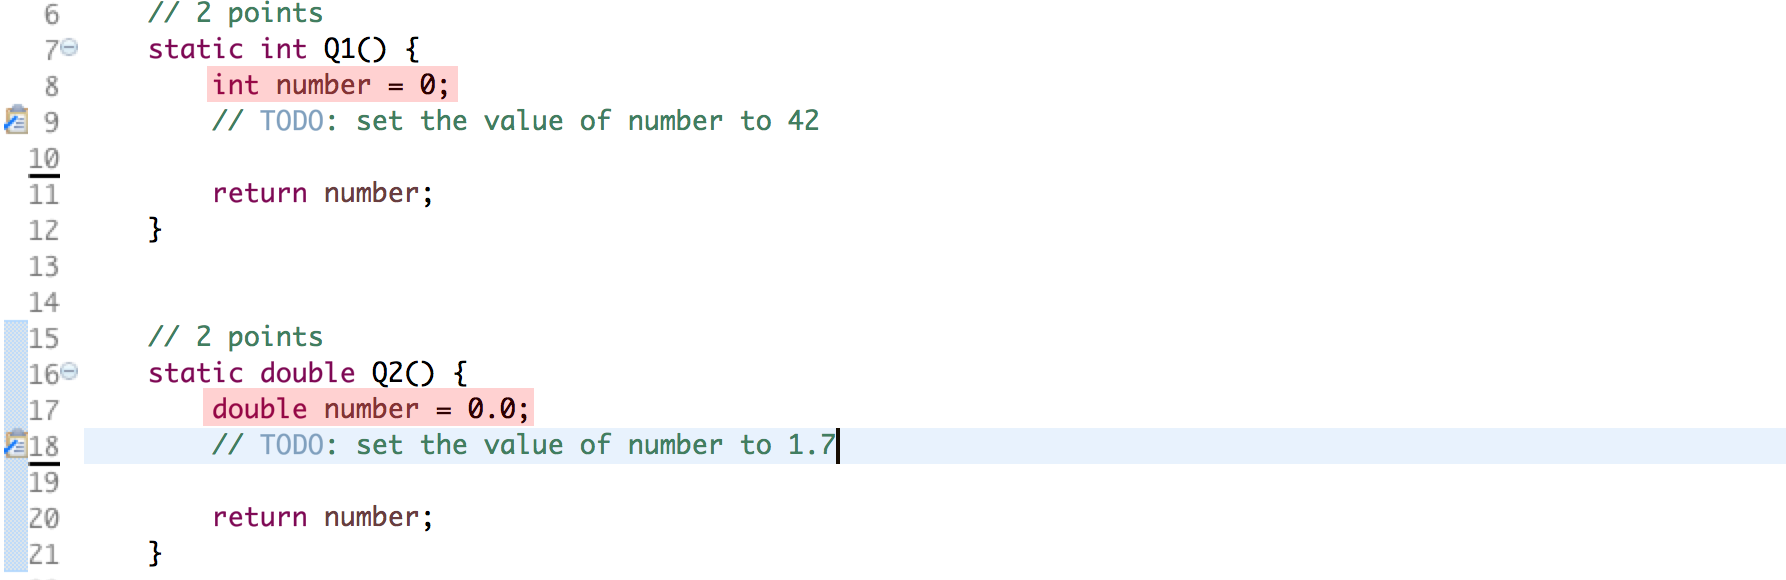 6 // 2 points
7 static int Q1() {
8 int number = 0;
9 // TODO: set the value of number to 42
10
11 return number;
12 }
13
14
15 // 2 points
16 static double Q2() {
17 double number = 0.0;
18 // TODO: set the value of number to 1.7
19
20 return number;
21 }